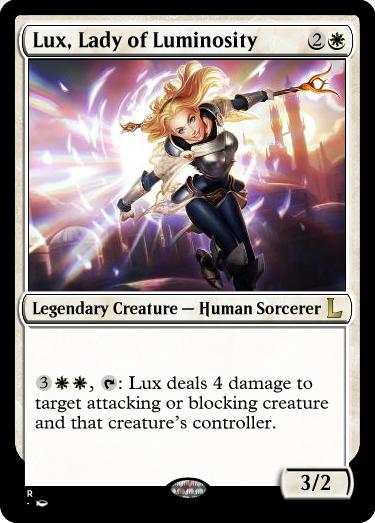 Lux, Lady of Luminosity 2
Legendary Creature — Human Sorcerer L
3, : Lux deals 4 damage to
target attacking or blocking creature
and that creature's controller.
3/2
R